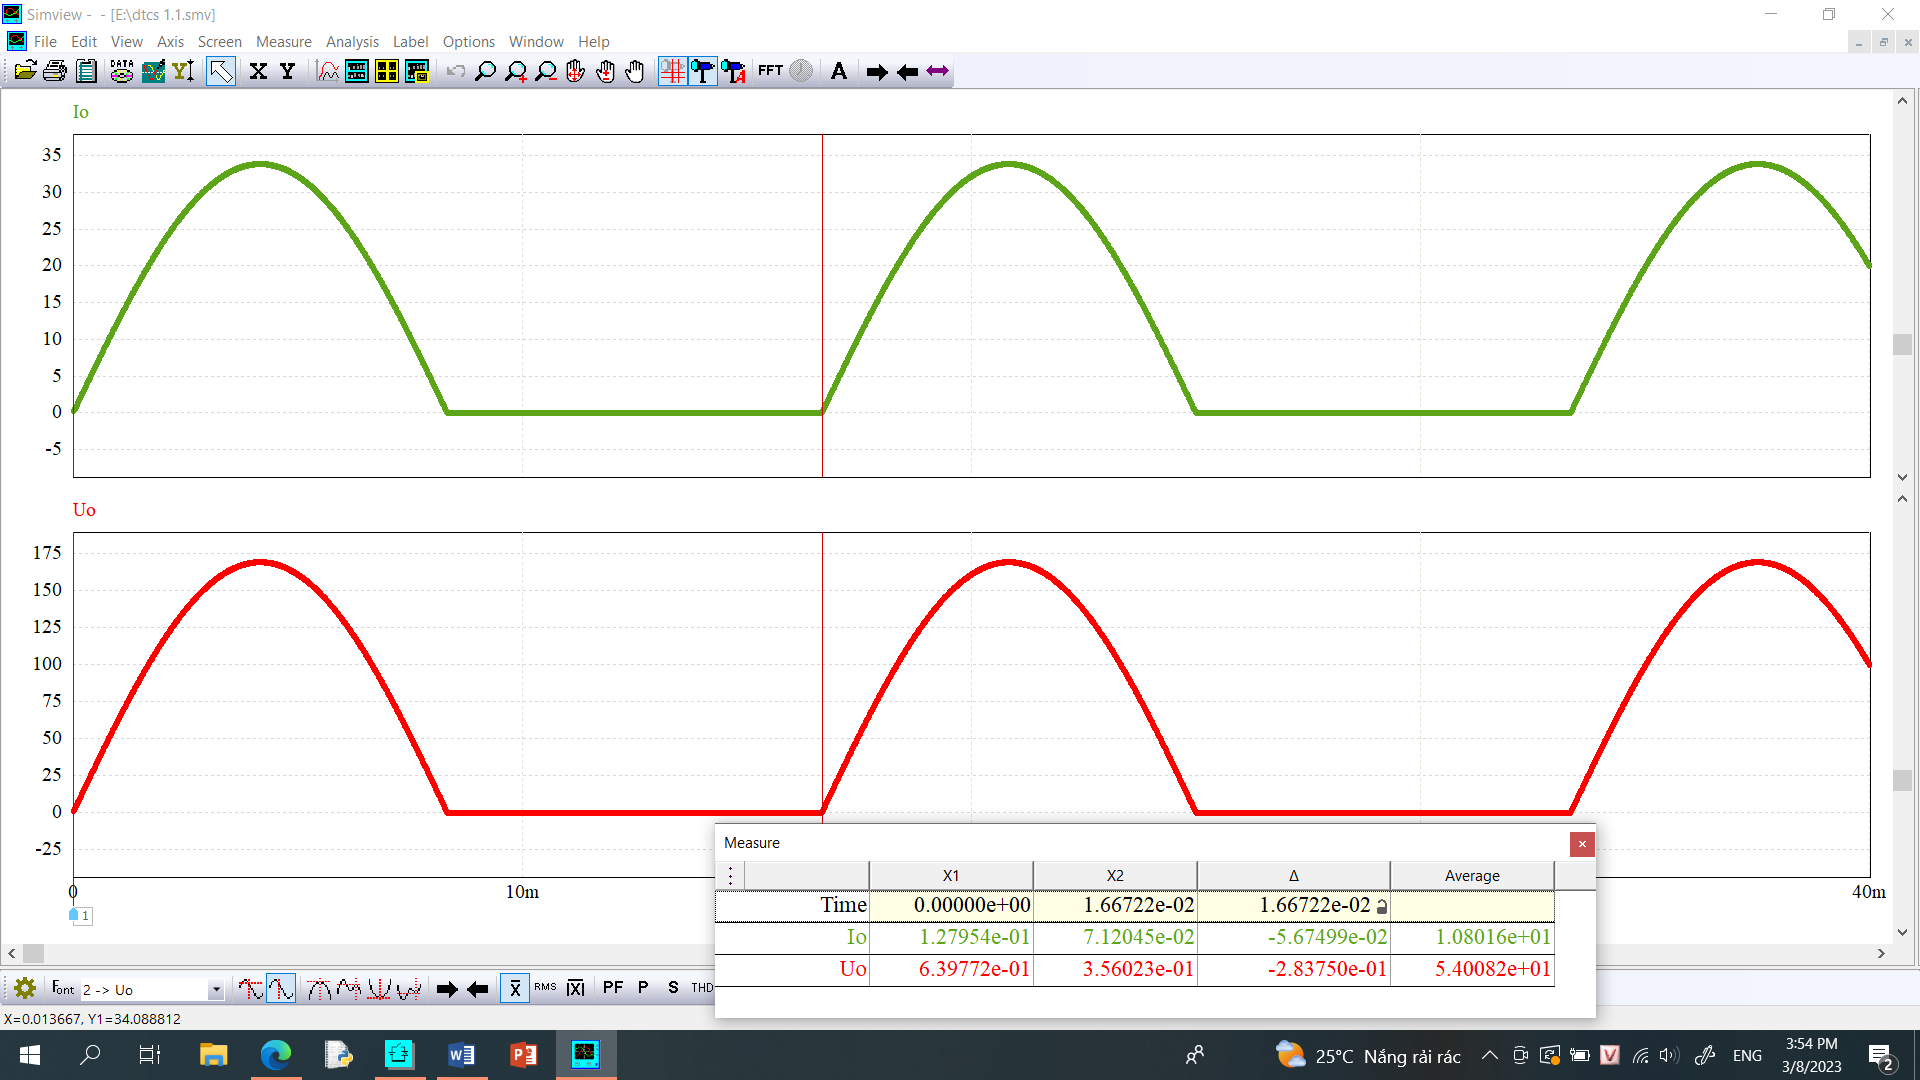 Simview - - [E:\dtcs 1.1.smv]
File Edit View Axis Screen Measure Analysis Label Options Window Help
DATA Y X Y FFT A
Io
35
30
25
20
15
10
5
0
-5
Uo
175
150
125
100
75
50
25
0
-25
0 10m 40m
1
Measure
X1 X2 Δ Average
Time 0.00000e+00 1.66722e-02 1.66722e-02
Io 1.27954e-01 7.12045e-02 -5.67499e-02 1.08016e+01
Uo 6.39772e-01 3.56023e-01 -2.83750e-01 5.40082e+01
Font 2 -> Uo x̄ RMS |x̄| PF P S THD
X=0.013667, Y1=34.088812
25°C Nắng rải rác ENG
3:54 PM
3/8/2023
2